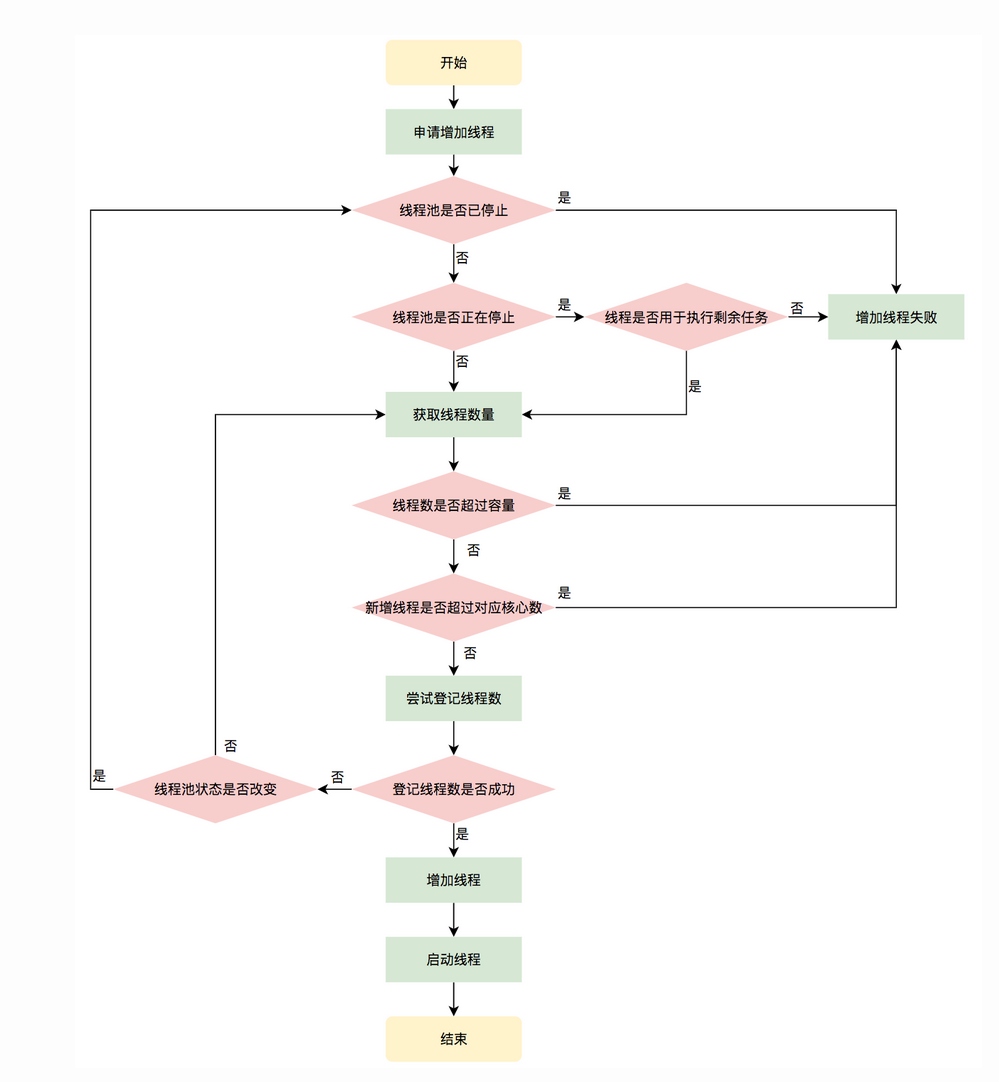 开始
申请增加线程
线程池是否已停止
是
否
线程池是否正在停止
是
线程是否用于执行剩余任务
否
增加线程失败
否
是
获取线程数量
线程数是否超过容量
是
否
新增线程是否超过对应核心数
是
否
尝试登记线程数
否
是
线程池状态是否改变
否
登记线程数是否成功
是
增加线程
启动线程
结束